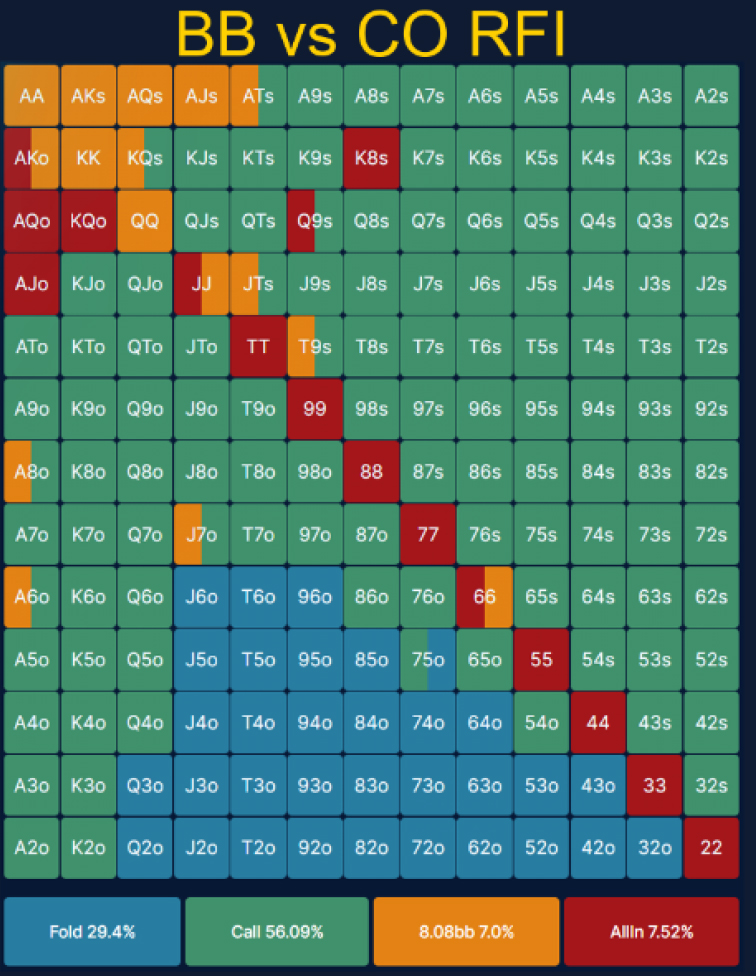 BB vs CO RFI
AA AKs AQs AJs ATs A9s A8s A7s A6s A5s A4s A3s A2s
AKo KK KQs KJs KTs K9s K8s K7s K6s K5s K4s K3s K2s
AQo KQo QQ QJs QTs Q9s Q8s Q7s Q6s Q5s Q4s Q3s Q2s
AJo KJo QJo JJ JTs J9s J8s J7s J6s J5s J4s J3s J2s
ATo KTo QTo JTo TT T9s T8s T7s T6s T5s T4s T3s T2s
A9o K9o Q9o J9o T9o 99 98s 97s 96s 95s 94s 93s 92s
A8o K8o Q8o J8o T8o 98o 88 87s 86s 85s 84s 83s 82s
A7o K7o Q7o J7o T7o 97o 87o 77 76s 75s 74s 73s 72s
A6o K6o Q6o J6o T6o 96o 86o 76o 66 65s 64s 63s 62s
A5o K5o Q5o J5o T5o 95o 85o 75o 65o 55 54s 53s 52s
A4o K4o Q4o J4o T4o 94o 84o 74o 64o 54o 44 43s 42s
A3o K3o Q3o J3o T3o 93o 83o 73o 63o 53o 43o 33 32s
A2o K2o Q2o J2o T2o 92o 82o 72o 62o 52o 42o 32o 22
Fold 29.4% Call 56.09% 8.08bb 7.0% AllIn 7.52%